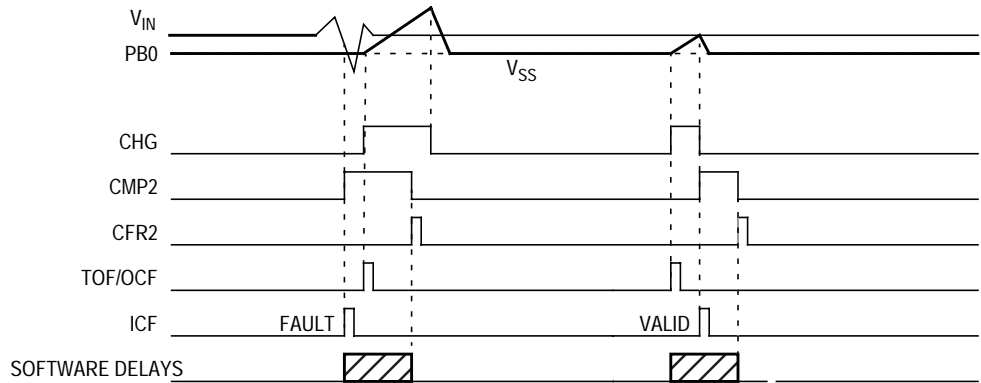 V_IN
PB0
V_SS
CHG
CMP2
CFR2
TOF/OCF
ICF FAULT VALID
SOFTWARE DELAYS